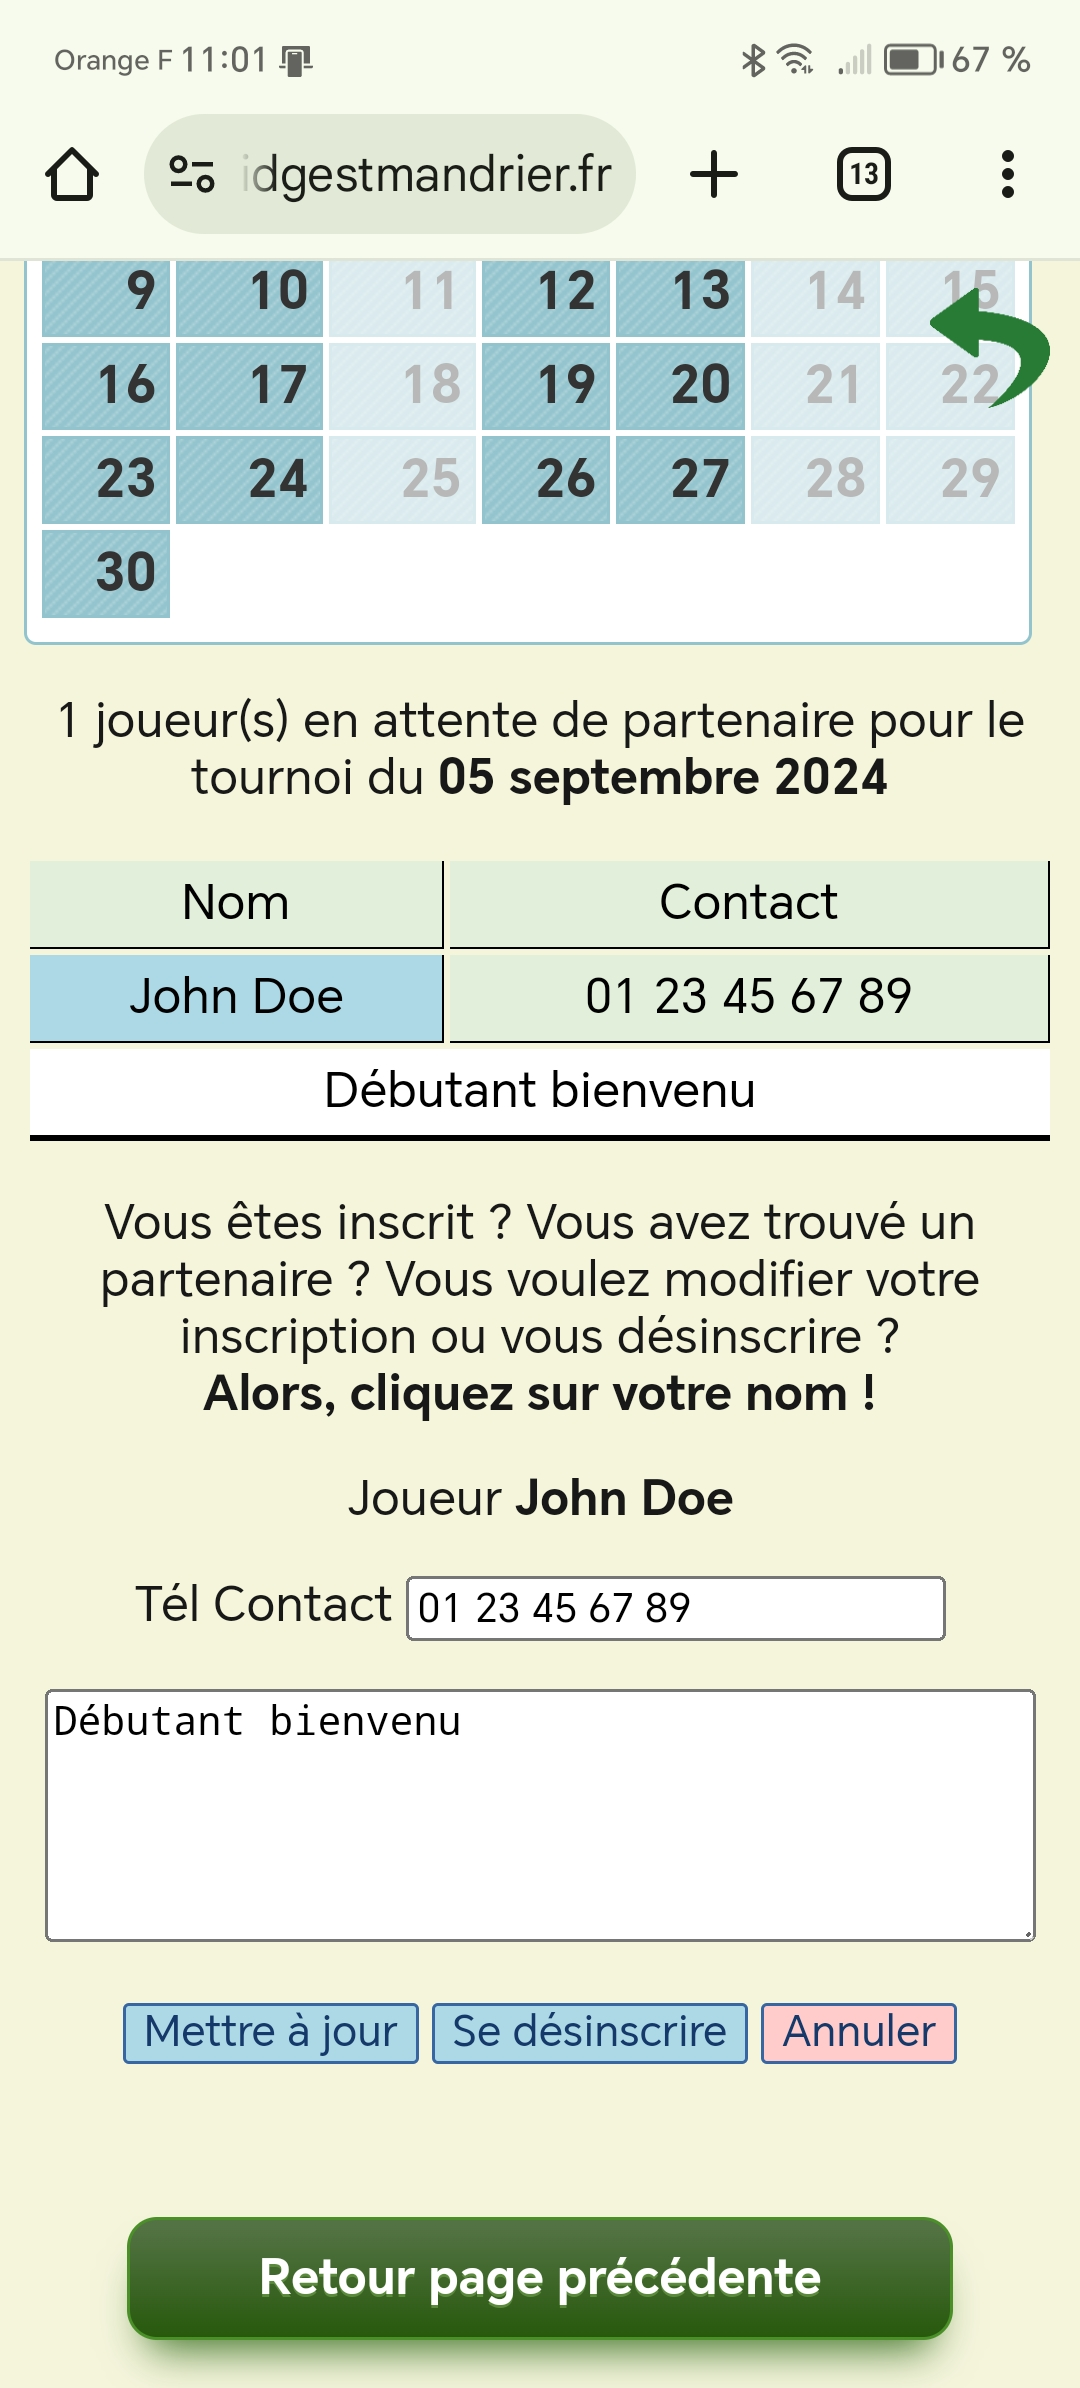 Orange F 11:01 67 %
idgestmandrier.fr 13
9 10 11 12 13 14 15
16 17 18 19 20 21 22
23 24 25 26 27 28 29
30
1 joueur(s) en attente de partenaire pour le
tournoi du 05 septembre 2024
Nom Contact
John Doe 01 23 45 67 89
Débutant bienvenu
Vous êtes inscrit ? Vous avez trouvé un
partenaire ? Vous voulez modifier votre
inscription ou vous désinscrire ?
Alors, cliquez sur votre nom !
Joueur John Doe
Tél Contact 01 23 45 67 89
Débutant bienvenu
Mettre à jour Se désinscrire Annuler
Retour page précédente